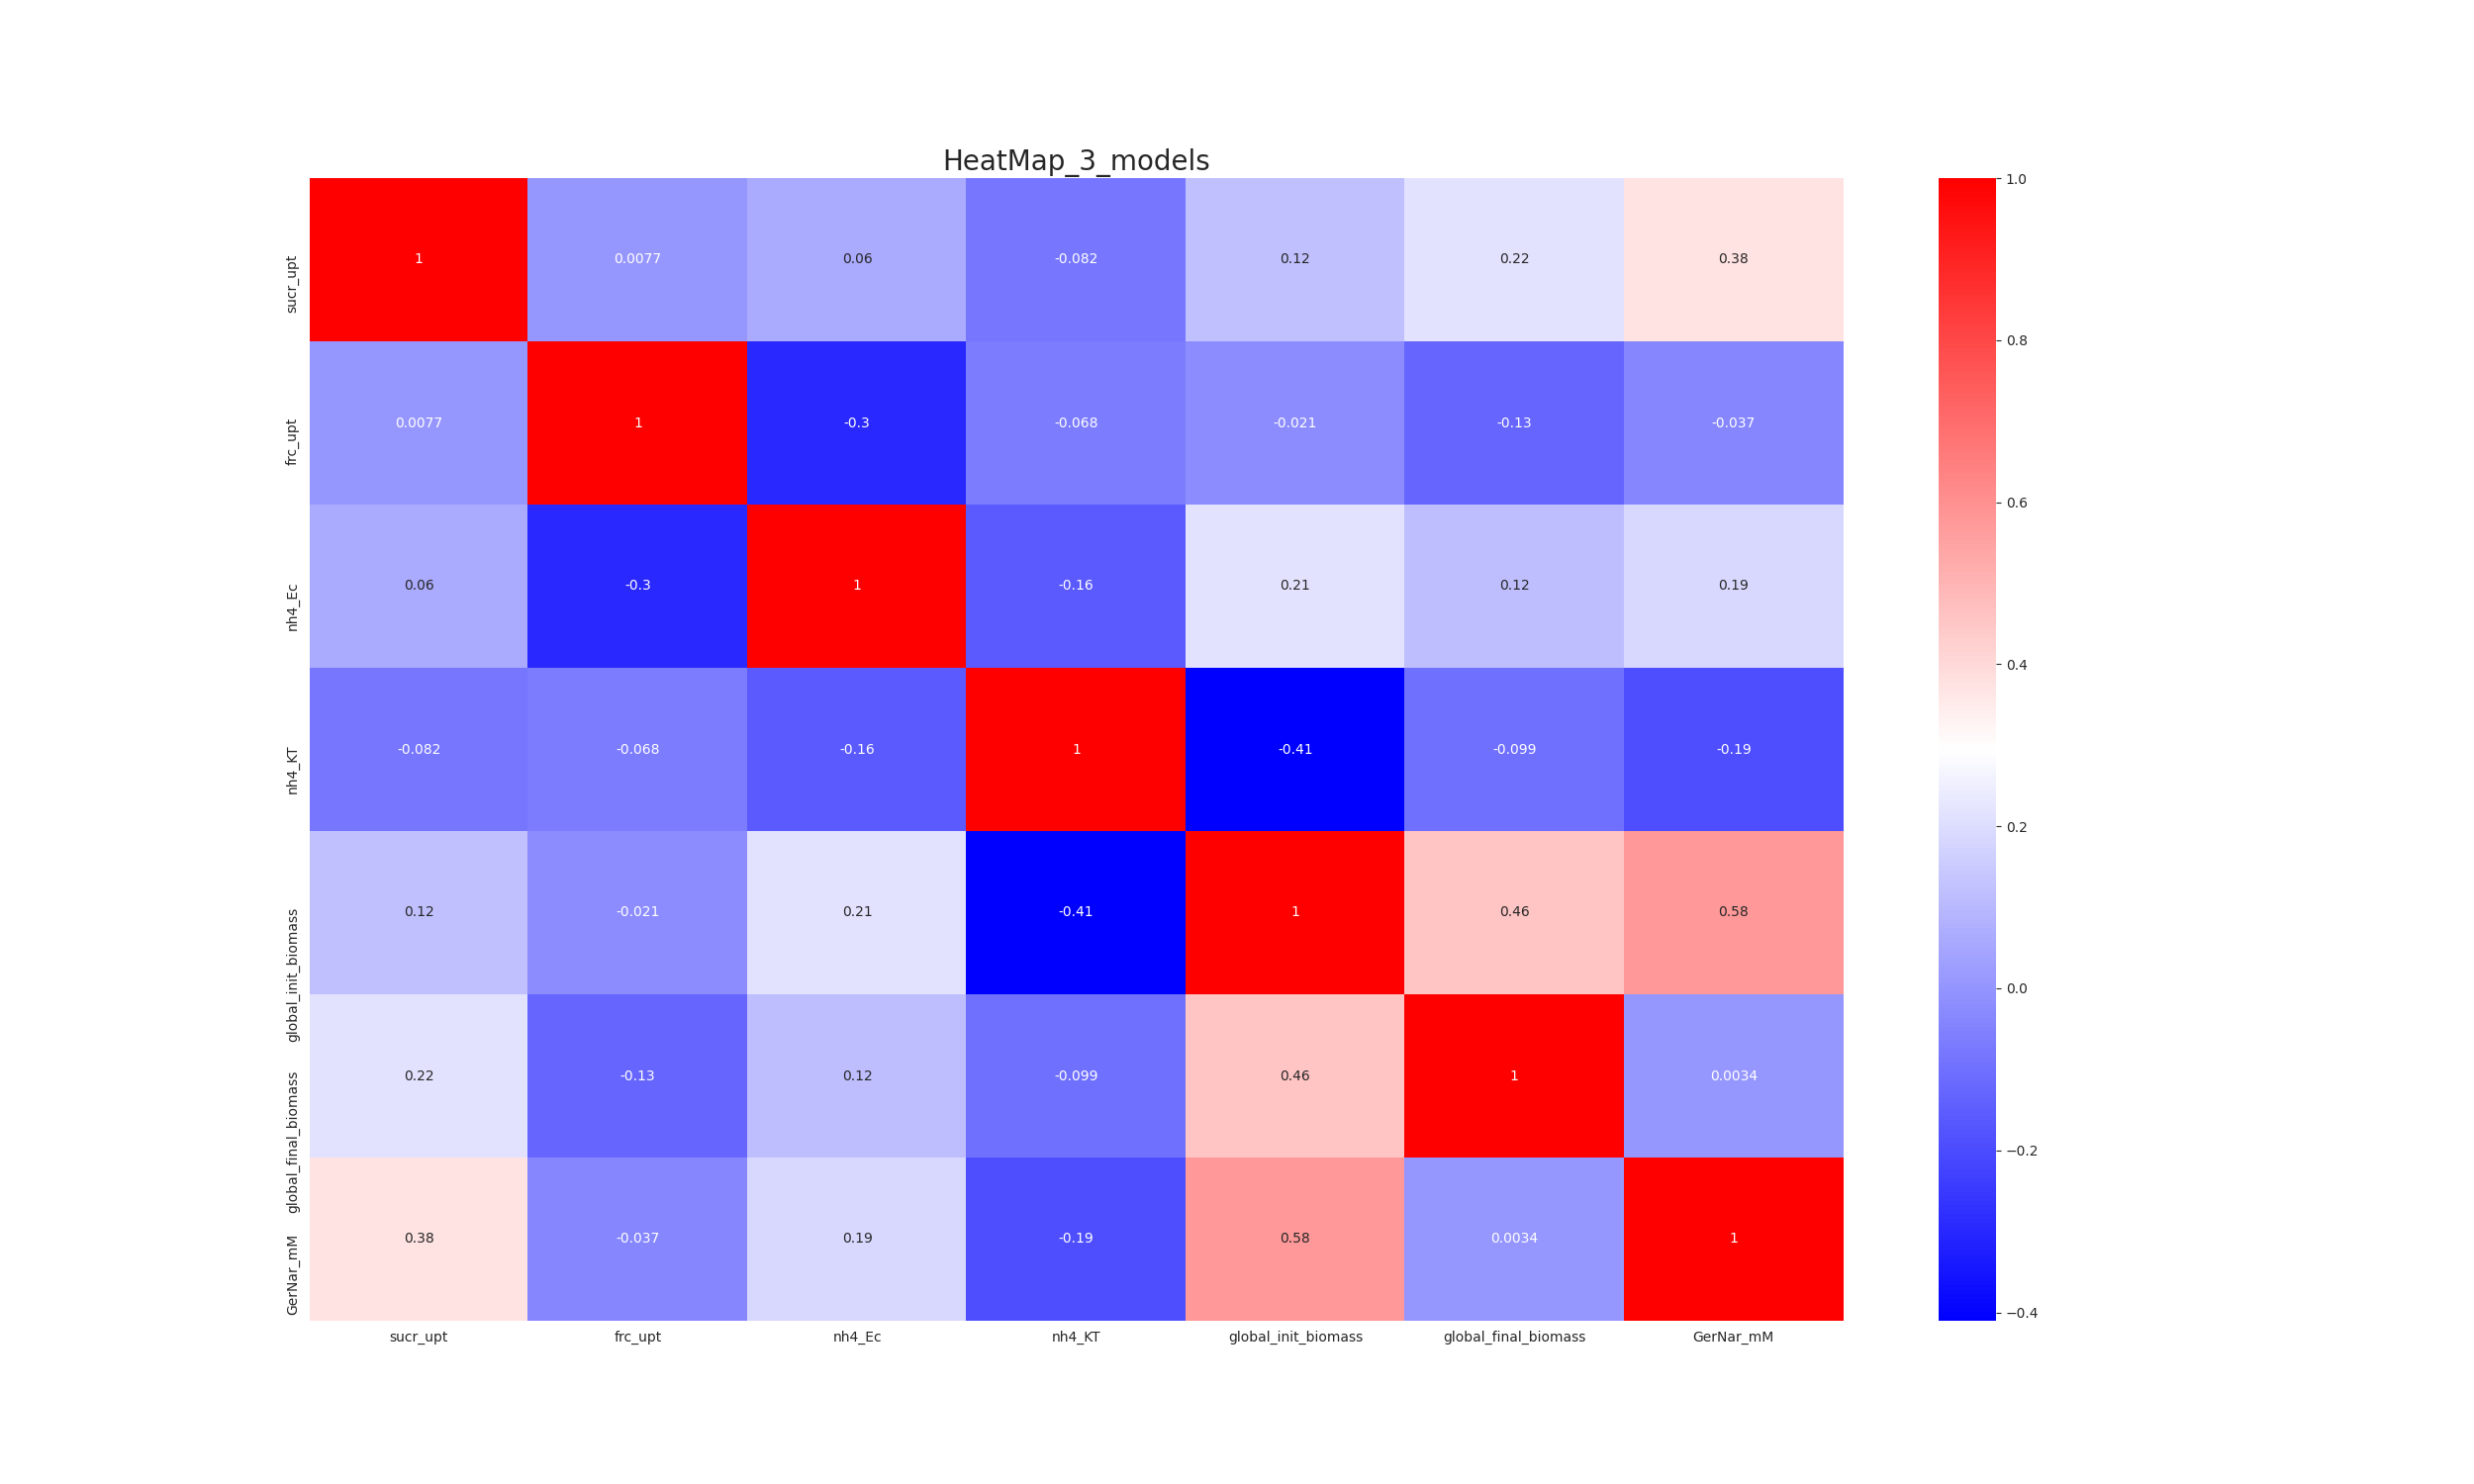 HeatMap_3_models
sucr_upt 1 0.0077 0.06 -0.082 0.12 0.22 0.38
frc_upt 0.0077 1 -0.3 -0.068 -0.021 -0.13 -0.037
nh4_Ec 0.06 -0.3 1 -0.16 0.21 0.12 0.19
nh4_KT -0.082 -0.068 -0.16 1 -0.41 -0.099 -0.19
global_init_biomass 0.12 -0.021 0.21 -0.41 1 0.46 0.58
global_final_biomass 0.22 -0.13 0.12 -0.099 0.46 1 0.0034
GerNar_mM 0.38 -0.037 0.19 -0.19 0.58 0.0034 1
sucr_upt frc_upt nh4_Ec nh4_KT global_init_biomass global_final_biomass GerNar_mM
1.0
0.8
0.6
0.4
0.2
0.0
−0.2
−0.4